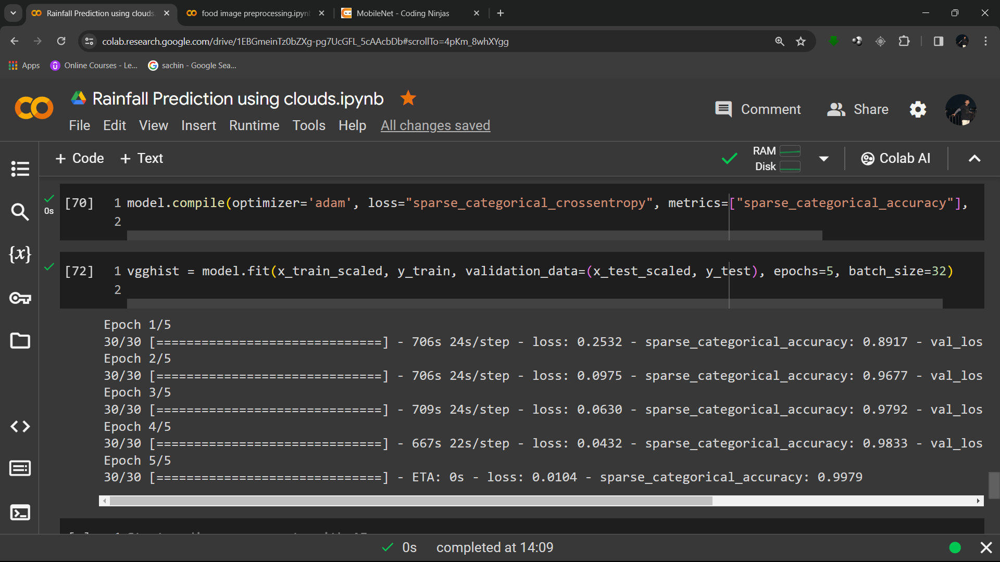 Rainfall Prediction using clouds.
food image preprocessing.ipyn
MobileNet - Coding Ninjas
colab.research.google.com/drive/1EBGmeinTz0bZXg-pg7UcGFL_5cAAcbDb#scrollTo=4pKm_8whXYgg
Apps
Online Courses - Le...
sachin - Google Sea...
Rainfall Prediction using clouds.ipynb
Comment
Share
File Edit View Insert Runtime Tools Help All changes saved
+ Code + Text
RAM
Disk
Colab AI
[70] 1 model.compile(optimizer='adam', loss="sparse_categorical_crossentropy", metrics=["sparse_categorical_accuracy"],
0s
2
{x}
[72] 1 vgghist = model.fit(x_train_scaled, y_train, validation_data=(x_test_scaled, y_test), epochs=5, batch_size=32)
2
Epoch 1/5
30/30 [==============================] - 706s 24s/step - loss: 0.2532 - sparse_categorical_accuracy: 0.8917 - val_los
Epoch 2/5
30/30 [==============================] - 706s 24s/step - loss: 0.0975 - sparse_categorical_accuracy: 0.9677 - val_los
Epoch 3/5
30/30 [==============================] - 709s 24s/step - loss: 0.0630 - sparse_categorical_accuracy: 0.9792 - val_los
Epoch 4/5
30/30 [==============================] - 667s 22s/step - loss: 0.0432 - sparse_categorical_accuracy: 0.9833 - val_los
Epoch 5/5
30/30 [==============================] - ETA: 0s - loss: 0.0104 - sparse_categorical_accuracy: 0.9979
0s completed at 14:09